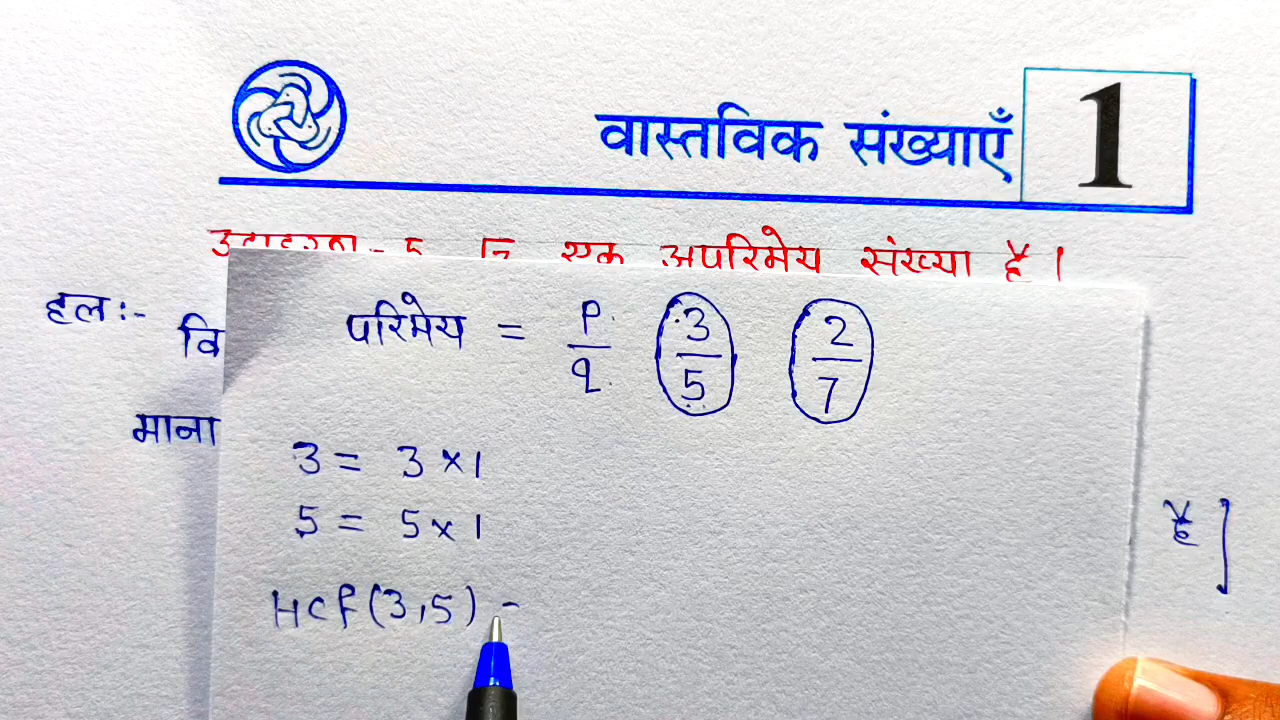 वास्तविक संख्याएँ 1
एक अपरिमेय संख्या है।
हलः-
वि
माना
परिमेय = p/q 3/5 2/7
3 = 3 × 1
5 = 5 × 1
HCF(3,5) -
है]